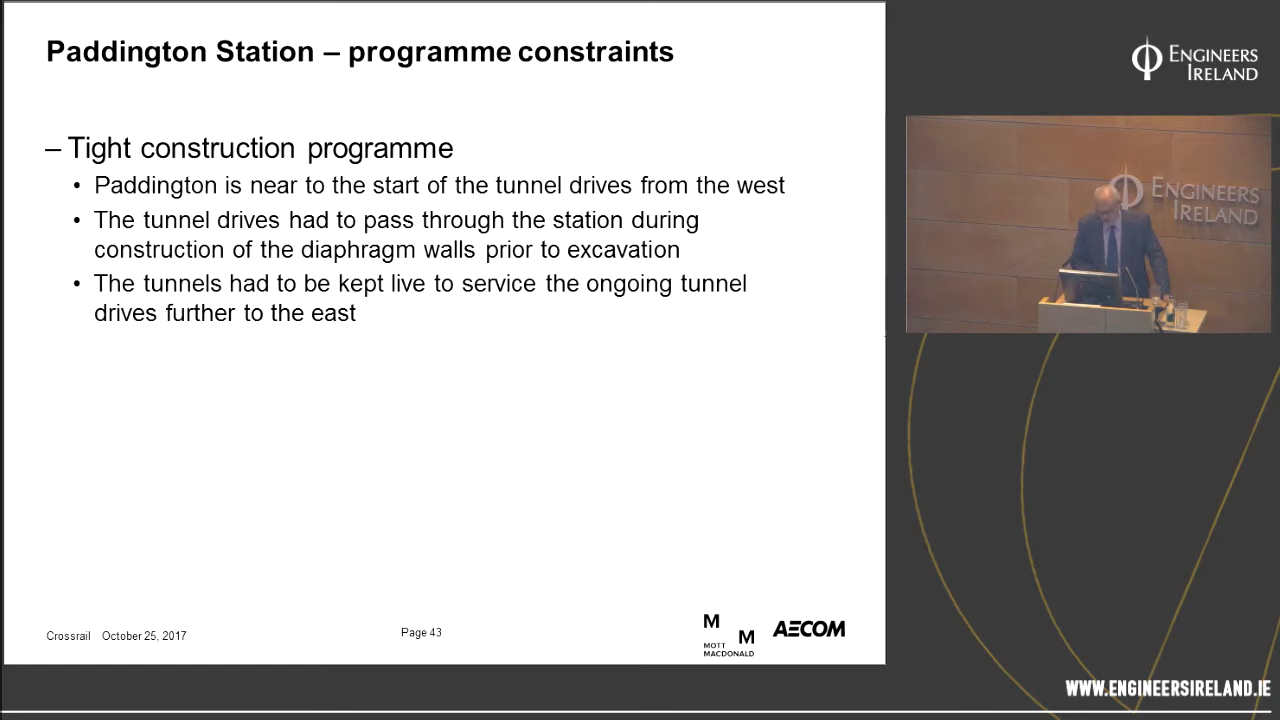 Paddington Station – programme constraints
– Tight construction programme
• Paddington is near to the start of the tunnel drives from the west
• The tunnel drives had to pass through the station during
construction of the diaphragm walls prior to excavation
• The tunnels had to be kept live to service the ongoing tunnel
drives further to the east
Crossrail October 25, 2017
Page 43
M
M
MOTT
MACDONALD
AECOM
ENGINEERS
IRELAND
ENGINEERS
IRELAND
WWW.ENGINEERSIRELAND.IE